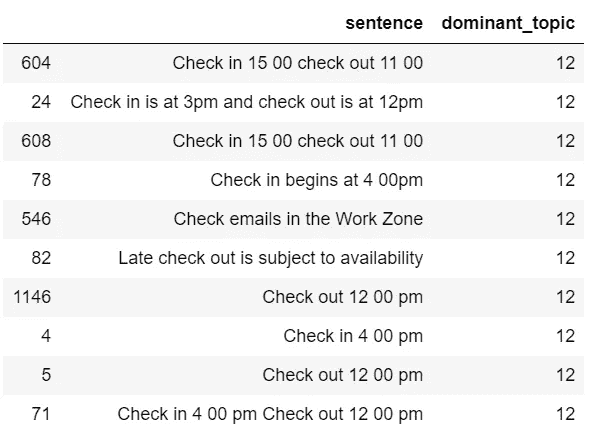 sentence dominant_topic
604 Check in 15 00 check out 11 00 12
24 Check in is at 3pm and check out is at 12pm 12
608 Check in 15 00 check out 11 00 12
78 Check in begins at 4 00pm 12
546 Check emails in the Work Zone 12
82 Late check out is subject to availability 12
1146 Check out 12 00 pm 12
4 Check in 4 00 pm 12
5 Check out 12 00 pm 12
71 Check in 4 00 pm Check out 12 00 pm 12